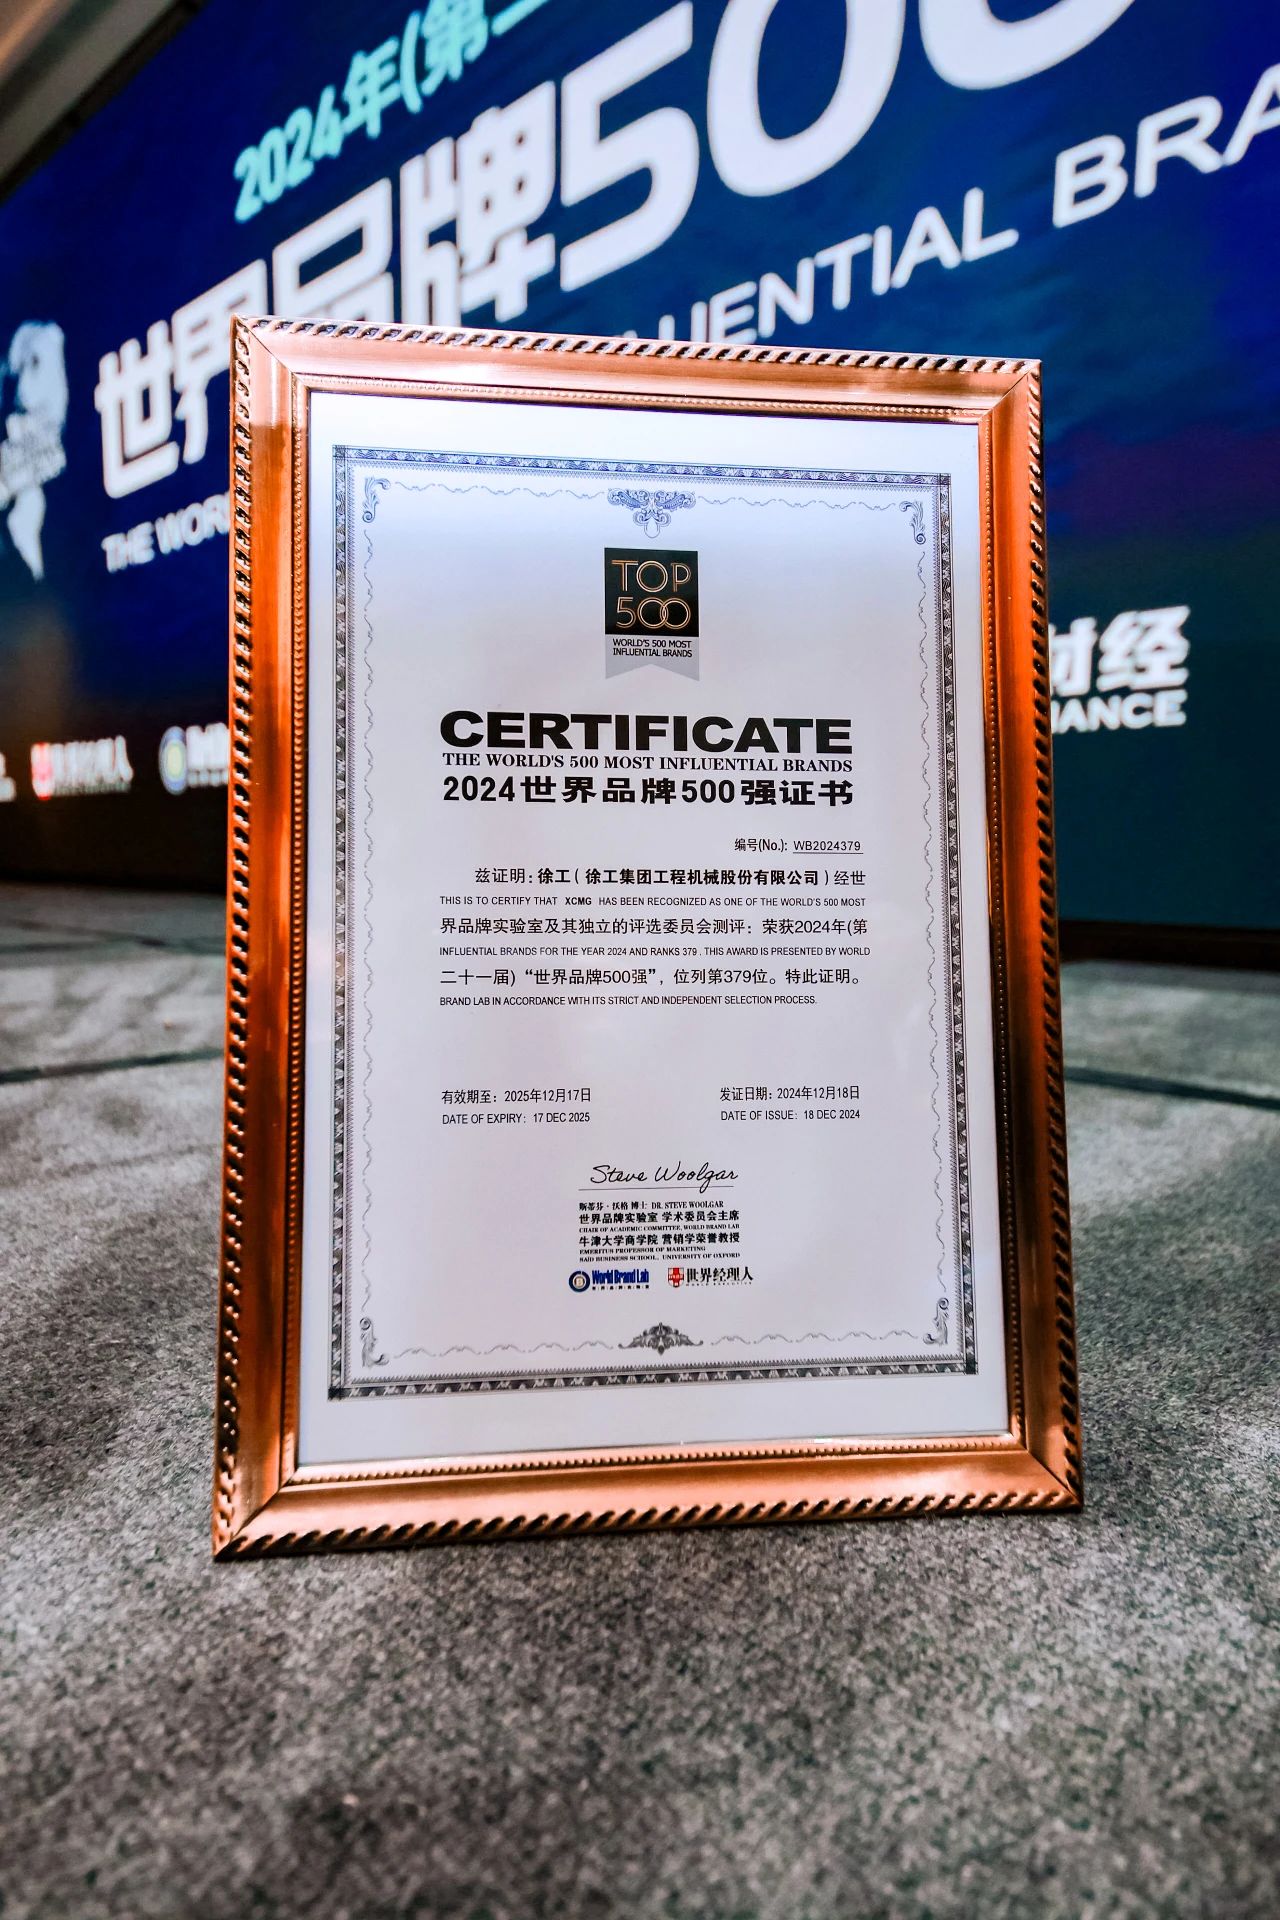 2024年(第二
世界品牌500
THE WOR
UENTIAL BRA
财经
NANCE
TOP
500
WORLD'S 500 MOST
INFLUENTIAL BRANDS
CERTIFICATE
THE WORLD'S 500 MOST INFLUENTIAL BRANDS
2024世界品牌500强证书
编号(No.): WB2024379
兹证明：徐工（徐工集团工程机械股份有限公司）经世
THIS IS TO CERTIFY THAT XCMG HAS BEEN RECOGNIZED AS ONE OF THE WORLD'S 500 MOST
界品牌实验室及其独立的评选委员会测评：荣获2024年(第
INFLUENTIAL BRANDS FOR THE YEAR 2024 AND RANKS 379 . THIS AWARD IS PRESENTED BY WORLD
二十一届)“世界品牌500强”，位列第379位。特此证明。
BRAND LAB IN ACCORDANCE WITH ITS STRICT AND INDEPENDENT SELECTION PROCESS.
有效期至：2025年12月17日
发证日期：2024年12月18日
DATE OF EXPIRY: 17 DEC 2025
DATE OF ISSUE: 18 DEC 2024
Steve Woolgar
斯蒂芬·沃格 博士 DR. STEVE WOOLGAR
世界品牌实验室 学术委员会主席
CHAIR OF ACADEMIC COMMITTEE, WORLD BRAND LAB
牛津大学商学院 营销学荣誉教授
EMERITUS PROFESSOR OF MARKETING
SAID BUSINESS SCHOOL, UNIVERSITY OF OXFORD
World Brand Lab
世界品牌实验室
世界经理人
WORLD EXECUTIVE